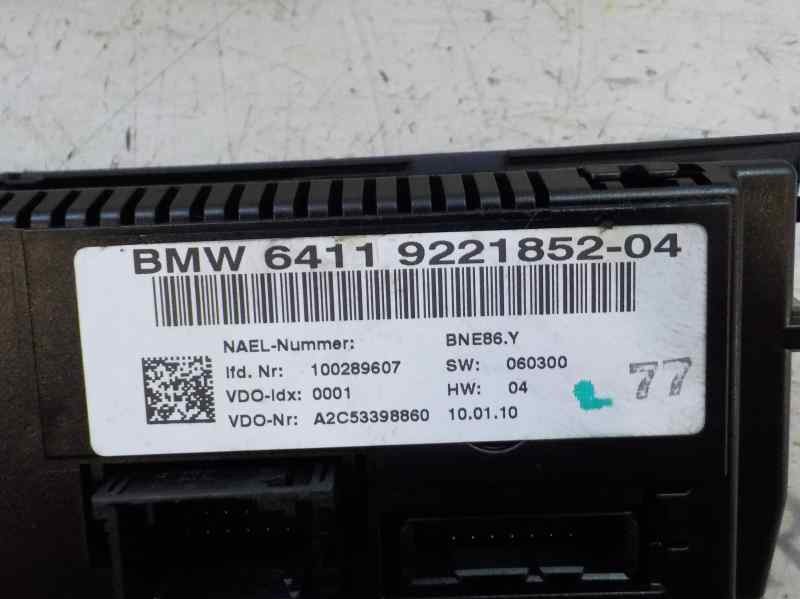 BMW 6411 9221852-04
NAEL-Nummer: BNE86.Y
lfd. Nr: 100289607 SW: 060300
VDO-Idx: 0001 HW: 04
VDO-Nr: A2C53398860 10.01.10
77